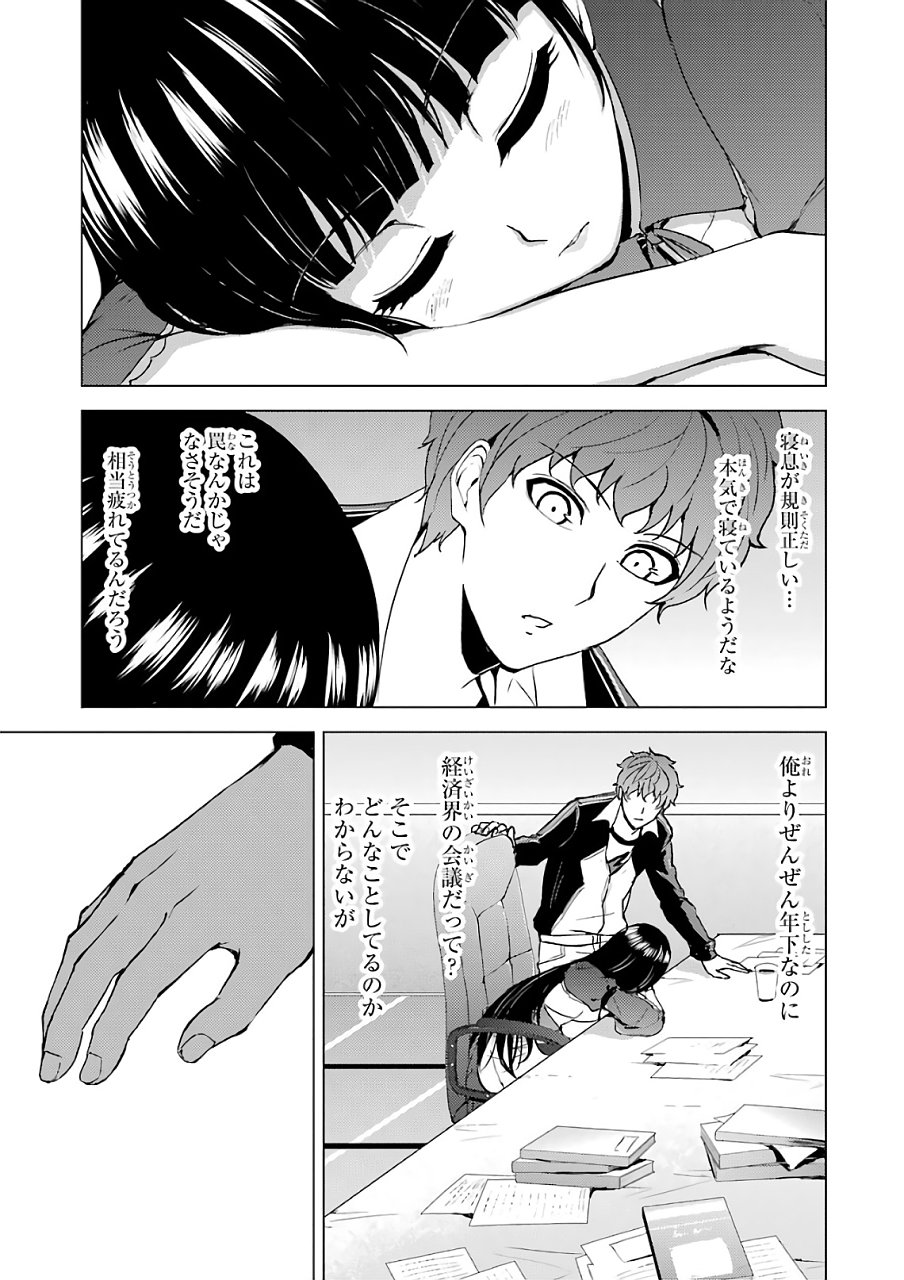 寝息が規則正しい…
本気で寝ているようだな
これは
罠なんかじゃ
なさそうだ
相当疲れてるんだろう
俺よりぜんぜん年下なのに
経済界の会議だって?
そこで
どんなことしてるのか
わからないが